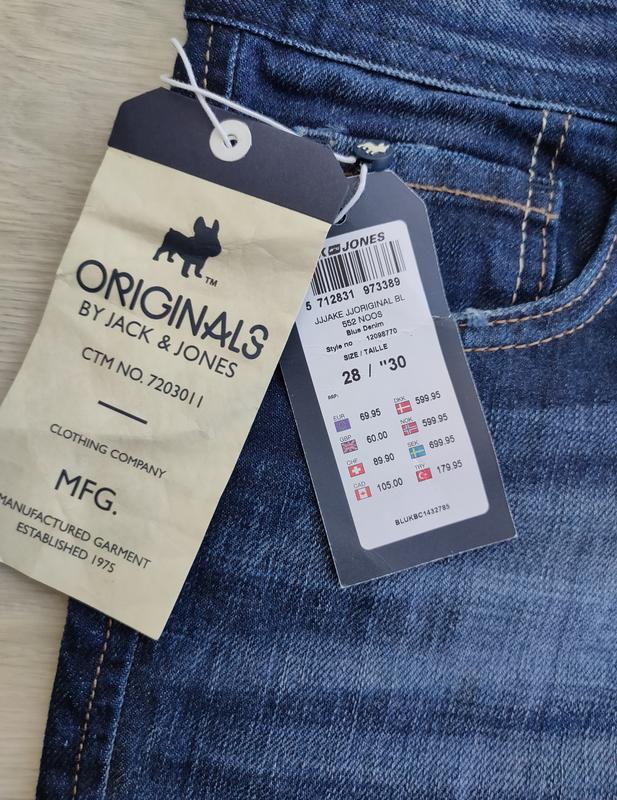 ORIGINALS
TM
BY JACK & JONES
CTM NO. 7203011
CLOTHING COMPANY
MFG.
MANUFACTURED GARMENT
ESTABLISHED 1975
K JONES
5 712831 973389
JJJAKE JJORIGINAL BL
552 NOOS
Blue Denim
Style no 12098770
SIZE / TAILLE
28 / "30
RRP:
EUR 69.95
DKK 599.95
GBP 60.00
NOK 599.95
CHF 89.90
SEK 699.95
CAD 105.00
TRY 179.95
BLUKBC1432785